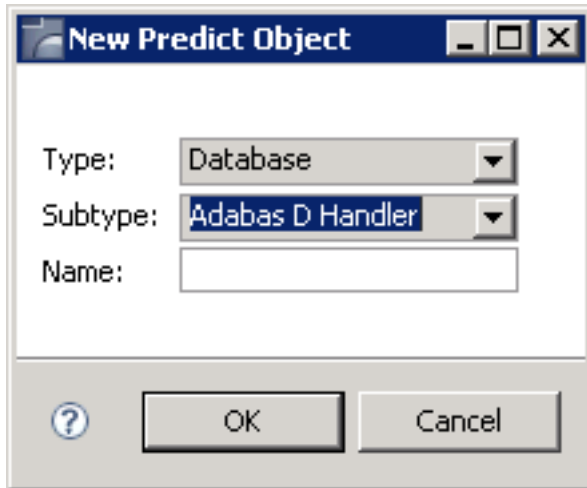 New Predict Object
Type: Database
Subtype: Adabas D Handler
Name:
? OK Cancel